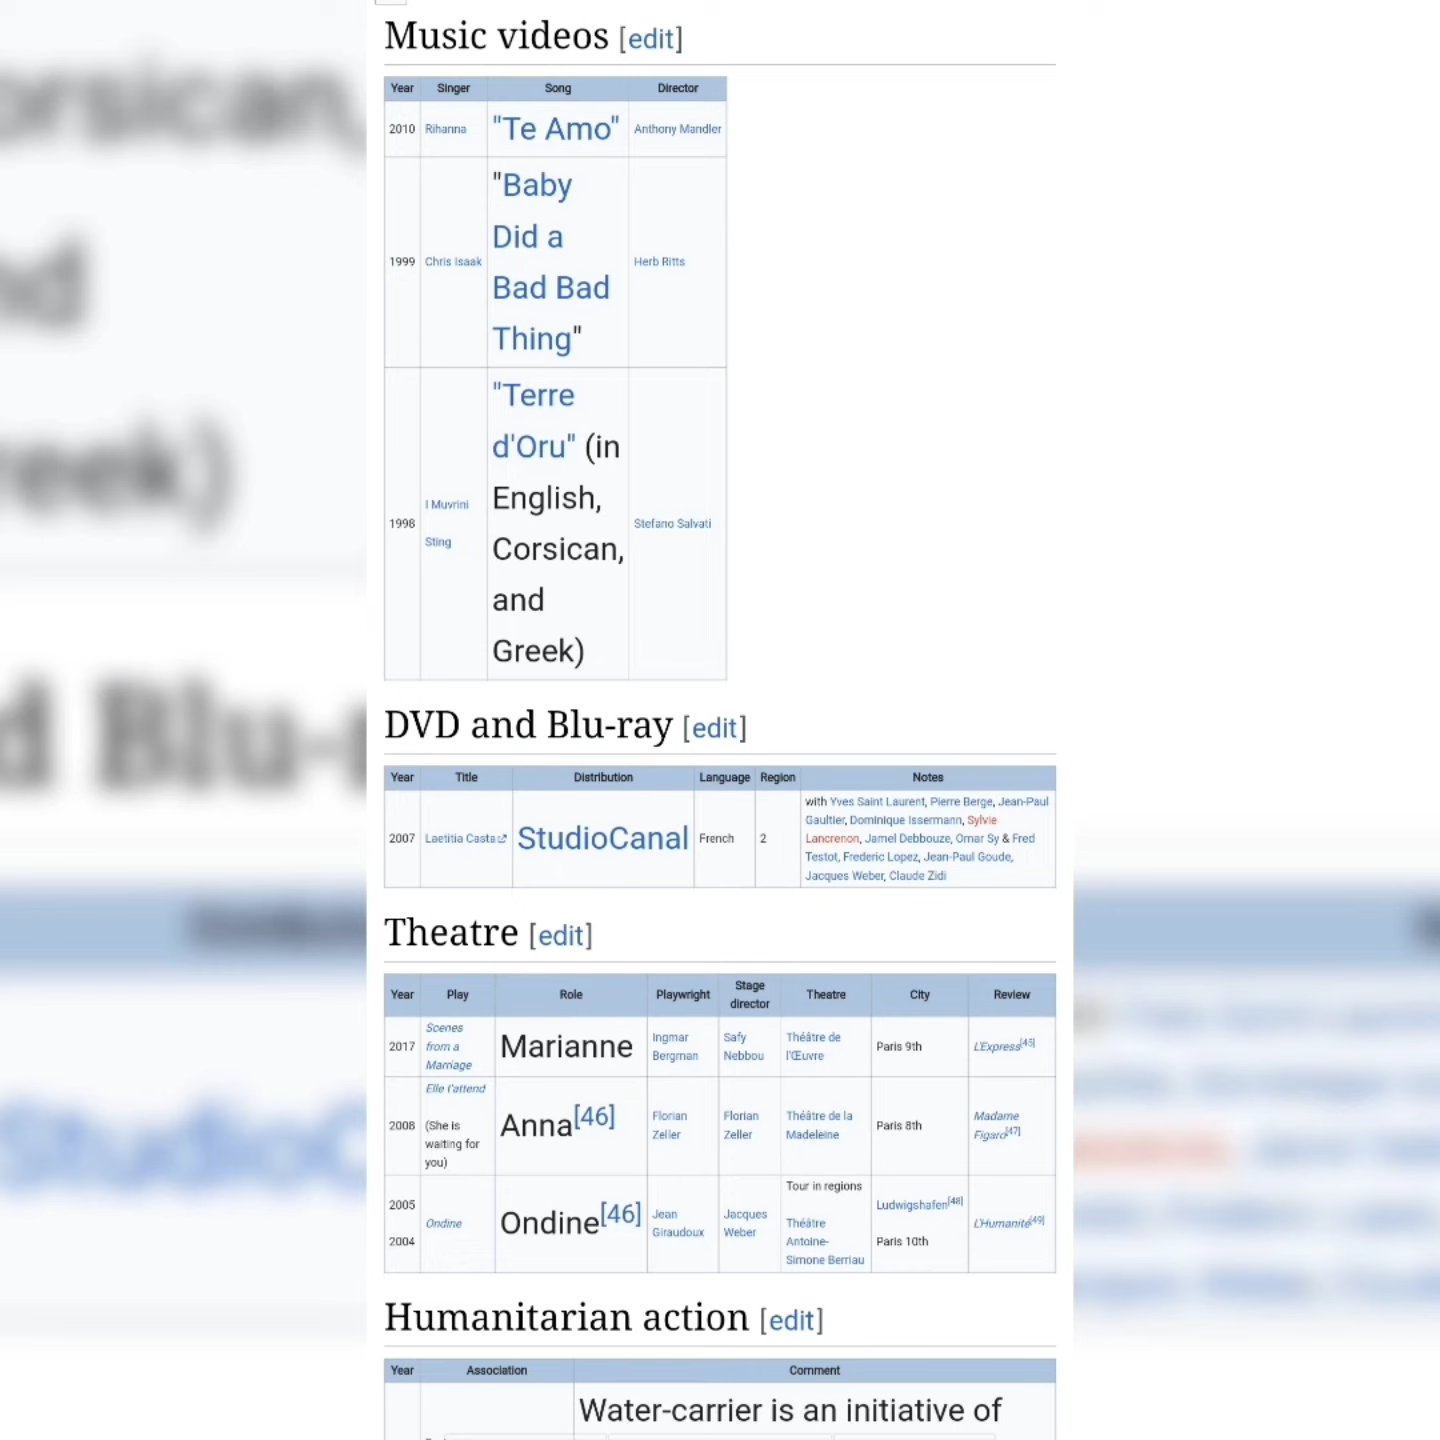 Music videos [edit]
Year Singer Song Director
2010 Rihanna "Te Amo" Anthony Mandler
1999 Chris Isaak "Baby
Did a
Bad Bad
Thing" Herb Ritts
1998 I Muvrini
Sting "Terre
d'Oru" (in
English,
Corsican,
and
Greek) Stefano Salvati
DVD and Blu-ray [edit]
Year Title Distribution Language Region Notes
2007 Laetitia Casta StudioCanal French 2 with Yves Saint Laurent, Pierre Berge, Jean-Paul
Gaultier, Dominique Issermann, Sylvie
Lancrenon, Jamel Debbouze, Omar Sy & Fred
Testot, Frederic Lopez, Jean-Paul Goude,
Jacques Weber, Claude Zidi
Theatre [edit]
Year Play Role Playwright Stage
director Theatre City Review
2017 Scenes
from a
Marriage Marianne Ingmar
Bergman Safy
Nebbou Théâtre de
l'Œuvre Paris 9th L'Express[45]
2008 Elle t'attend
(She is
waiting for
you) Anna[46] Florian
Zeller Florian
Zeller Théâtre de la
Madeleine Paris 8th Madame
Figaro[47]
2005
2004 Ondine Ondine[46] Jean
Giraudoux Jacques
Weber Tour in regions
Théâtre
Antoine-
Simone Berriau Ludwigshafen[48]
Paris 10th L'Humanité[49]
Humanitarian action [edit]
Year Association Comment
Water-carrier is an initiative of